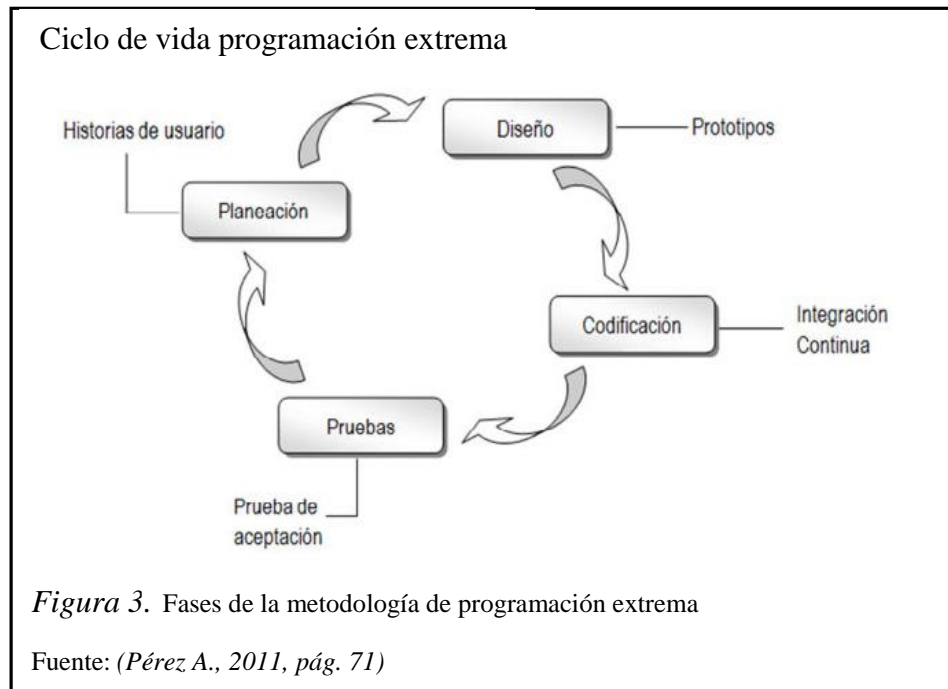 Ciclo de vida programación extrema
Historias de usuario
Diseño
Prototipos
Planeación
Codificación
Integración
Continua
Pruebas
Prueba de
aceptación
Figura 3. Fases de la metodología de programación extrema
Fuente: (Pérez A., 2011, pág. 71)